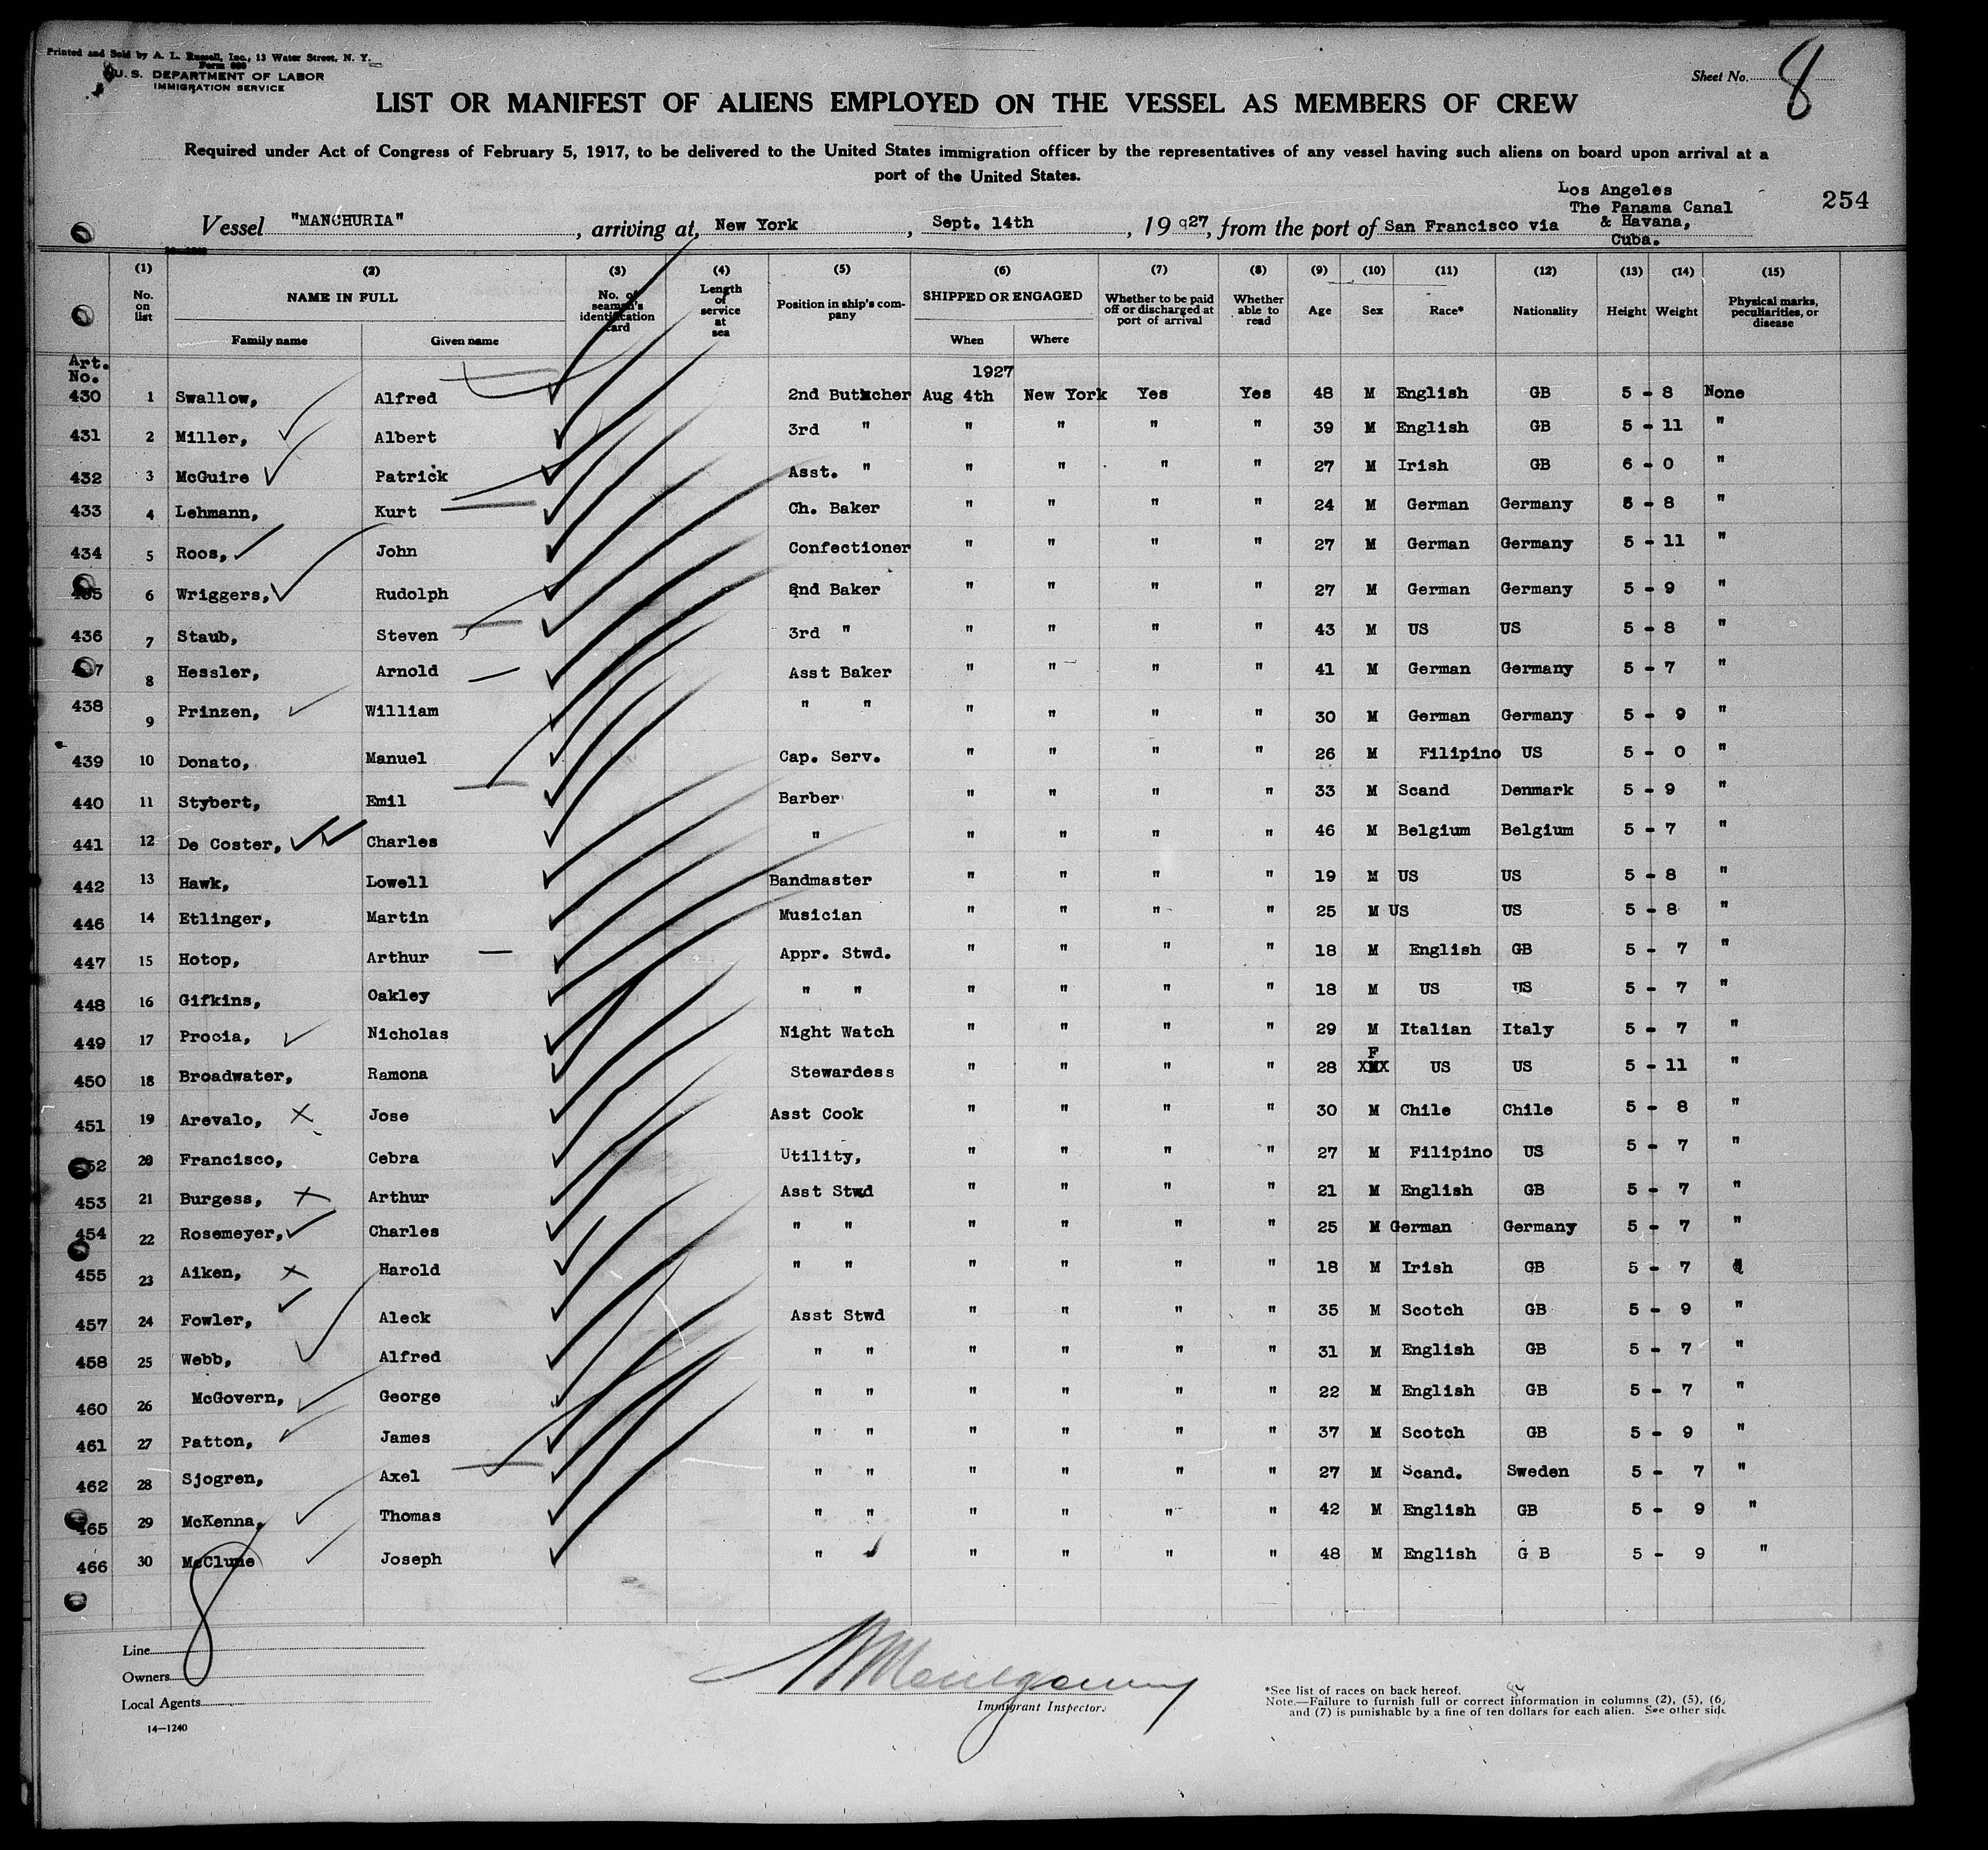 Printed and Sold by A. L. Russell, Inc., 13 Water Street, N. Y.
U. S. DEPARTMENT OF LABOR
IMMIGRATION SERVICE
Sheet No. 8
LIST OR MANIFEST OF ALIENS EMPLOYED ON THE VESSEL AS MEMBERS OF CREW
Required under Act of Congress of February 5, 1917, to be delivered to the United States immigration officer by the representatives of any vessel having such aliens on board upon arrival at a
port of the United States.
254
Vessel "MANCHURIA", arriving at, New York, Sept. 14th, 19 927, from the port of San Francisco via Los Angeles
The Panama Canal
& Havana,
Cuba.
(1) (2) (3) (4) (5) (6) (7) (8) (9) (10) (11) (12) (13) (14) (15)
No. on list NAME IN FULL Family name Given name No. of seaman's identification card Length of service at sea Position in ship's company SHIPPED OR ENGAGED When Where Whether to be paid off or discharged at port of arrival Whether able to read Age Sex Race* Nationality Height Weight Physical marks, peculiarities, or disease
Art.
No. 1927
430 1 Swallow, Alfred 2nd Butxcher Aug 4th New York Yes Yes 48 M English GB 5 - 8 None
431 2 Miller, Albert 3rd " " " " " 39 M English GB 5 - 11 "
432 3 McGuire Patrick Asst. " " " " " 27 M Irish GB 6 - 0 "
433 4 Lehmann, Kurt Ch. Baker " " " " 24 M German Germany 5 - 8 "
434 5 Roos, John Confectioner " " " " 27 M German Germany 5 - 11 "
435 6 Wriggers, Rudolph 2nd Baker " " " " 27 M German Germany 5 - 9 "
436 7 Staub, Steven 3rd " " " " " 43 M US US 5 - 8 "
437 8 Hessler, Arnold Asst Baker " " " " 41 M German Germany 5 - 7 "
438 9 Prinzen, William " " " " " " 30 M German Germany 5 - 9 "
439 10 Donato, Manuel Cap. Serv. " " " " 26 M Filipino US 5 - 0 "
440 11 Stybert, Emil Barber " " " " 33 M Scand Denmark 5 - 9 "
441 12 De Coster, Charles " " " " " 46 M Belgium Belgium 5 - 7 "
442 13 Hawk, Lowell Bandmaster " " " " 19 M US US 5 - 8 "
446 14 Etlinger, Martin Musician " " " " 25 M US US 5 - 8 "
447 15 Hotop, Arthur Appr. Stwd. " " " " 18 M English GB 5 - 7 "
448 16 Gifkins, Oakley " " " " " " 18 M US US 5 - 7 "
449 17 Procia, Nicholas Night Watch " " " " 29 M Italian Italy 5 - 7 "
450 18 Broadwater, Ramona Stewardess " " " " 28 F XMX US US 5 - 11 "
451 19 Arevalo, Jose Asst Cook " " " " 30 M Chile Chile 5 - 8 "
452 20 Francisco, Cebra Utility, " " " " 27 M Filipino US 5 - 7 "
453 21 Burgess, Arthur Asst Stwd " " " " 21 M English GB 5 - 7 "
454 22 Rosemeyer, Charles " " " " " " 25 M German Germany 5 - 7 "
455 23 Aiken, Harold " " " " " " 18 M Irish GB 5 - 7
457 24 Fowler, Aleck Asst Stwd " " " " 35 M Scotch GB 5 - 9 "
458 25 Webb, Alfred " " " " " " 31 M English GB 5 - 7 "
460 26 McGovern, George " " " " " " 22 M English GB 5 - 7 "
461 27 Patton, James " " " " " " 37 M Scotch GB 5 - 9 "
462 28 Sjogren, Axel " " " " " " 27 M Scand. Sweden 5 - 7 "
465 29 McKenna, Thomas " " " " " " 42 M English GB 5 - 9 "
466 30 McClune Joseph " " " " " 48 M English G B 5 - 9 "
8
Line
Owners
Local Agents
14-1240
Montgomery
Immigrant Inspector.
*See list of races on back hereof.
Note.—Failure to furnish full or correct information in columns (2), (5), (6)
and (7) is punishable by a fine of ten dollars for each alien. See other side